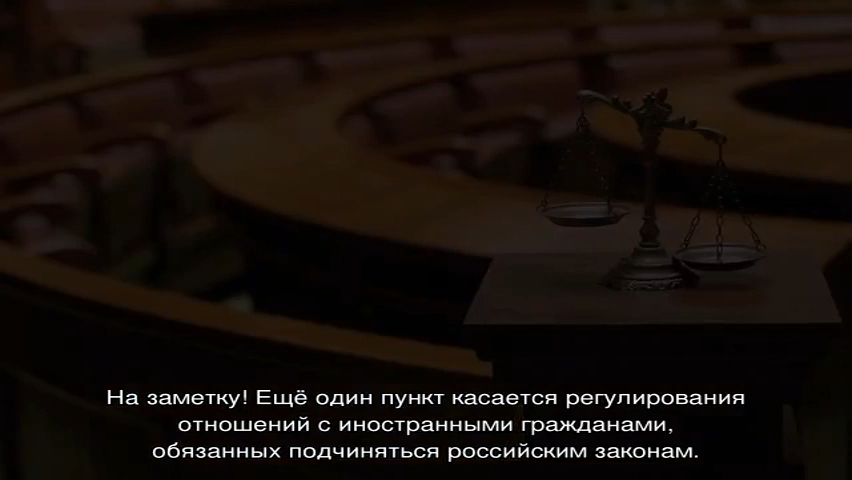 На заметку! Ещё один пункт касается регулирования
отношений с иностранными гражданами,
обязанных подчиняться российским законам.